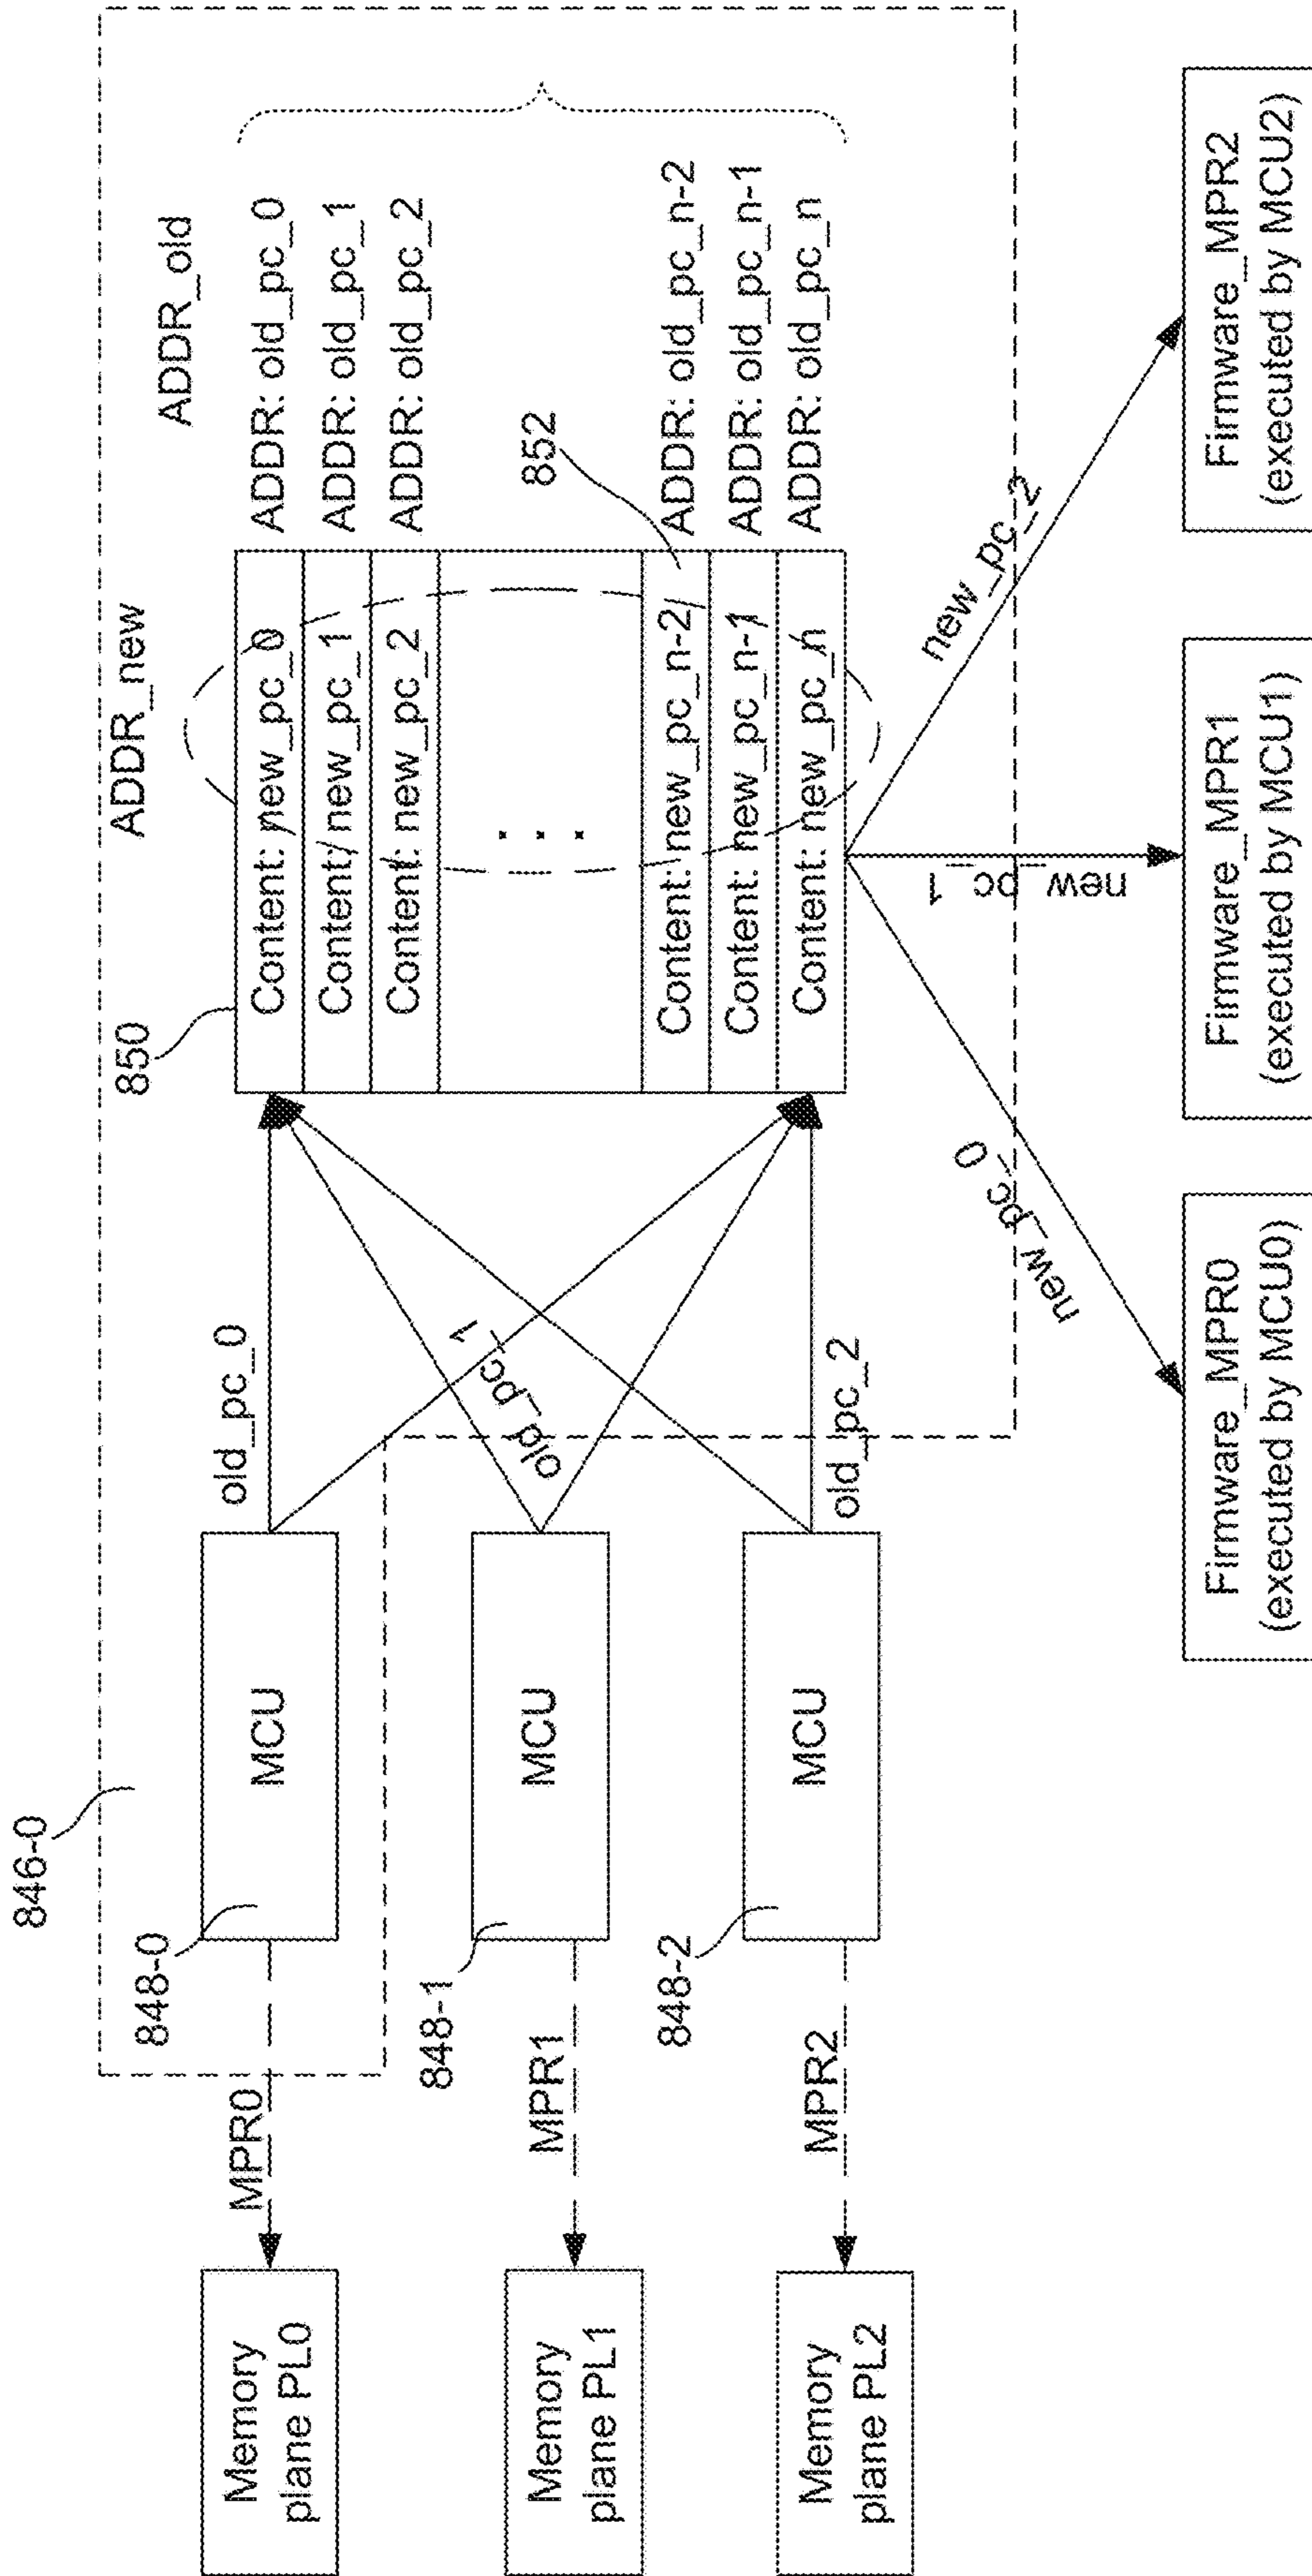 846-0
848-0
MCU
848-1
MCU
848-2
MCU
Memory
plane PL0
MPR0
Memory
plane PL1
MPR1
Memory
plane PL2
MPR2
old_pc_0
old_pc_1
old_pc_2
850
ADDR_new
ADDR_old
Content: new_pc_0
ADDR: old_pc_0
Content: new_pc_1
ADDR: old_pc_1
Content: new_pc_2
ADDR: old_pc_2
. . .
852
Content: new_pc_n-2
ADDR: old_pc_n-2
Content: new_pc_n-1
ADDR: old_pc_n-1
Content: new_pc_n
ADDR: old_pc_n
new_pc_0
new_pc_1
new_pc_2
Firmware_MPR0
(executed by MCU0)
Firmware_MPR1
(executed by MCU1)
Firmware_MPR2
(executed by MCU2)